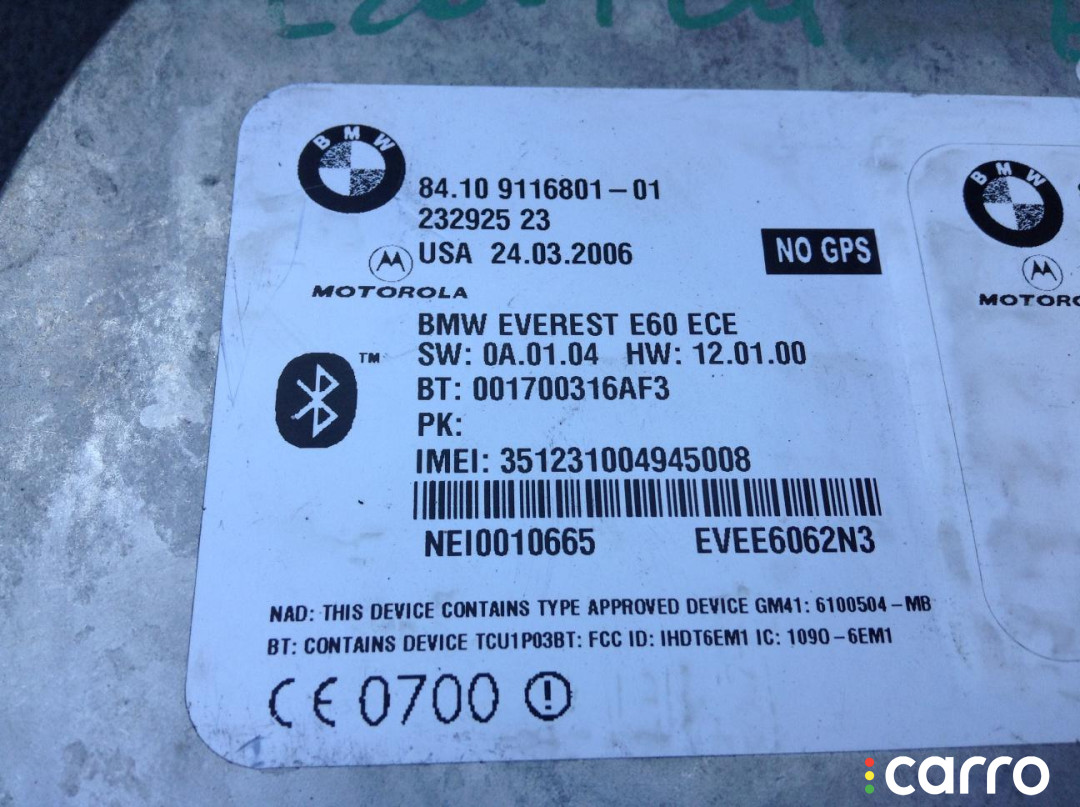 BMW
84.10 9116801-01
232925 23
USA 24.03.2006
NO GPS
MOTOROLA
BMW EVEREST E60 ECE
TM
SW: 0A.01.04 HW: 12.01.00
BT: 001700316AF3
PK:
IMEI: 351231004945008
NEI0010665 EVEE6062N3
NAD: THIS DEVICE CONTAINS TYPE APPROVED DEVICE GM41: 6100504-MB
BT: CONTAINS DEVICE TCU1P03BT: FCC ID: IHDT6EM1 IC: 1090-6EM1
CE 0700
BMW
MOTORO
carro